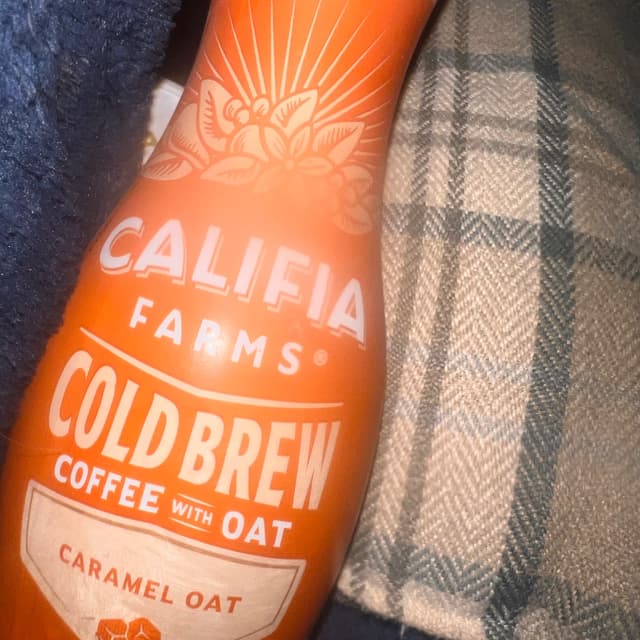 CALIFIA
FARMS®
COLD BREW
COFFEE WITH OAT
CARAMEL OAT